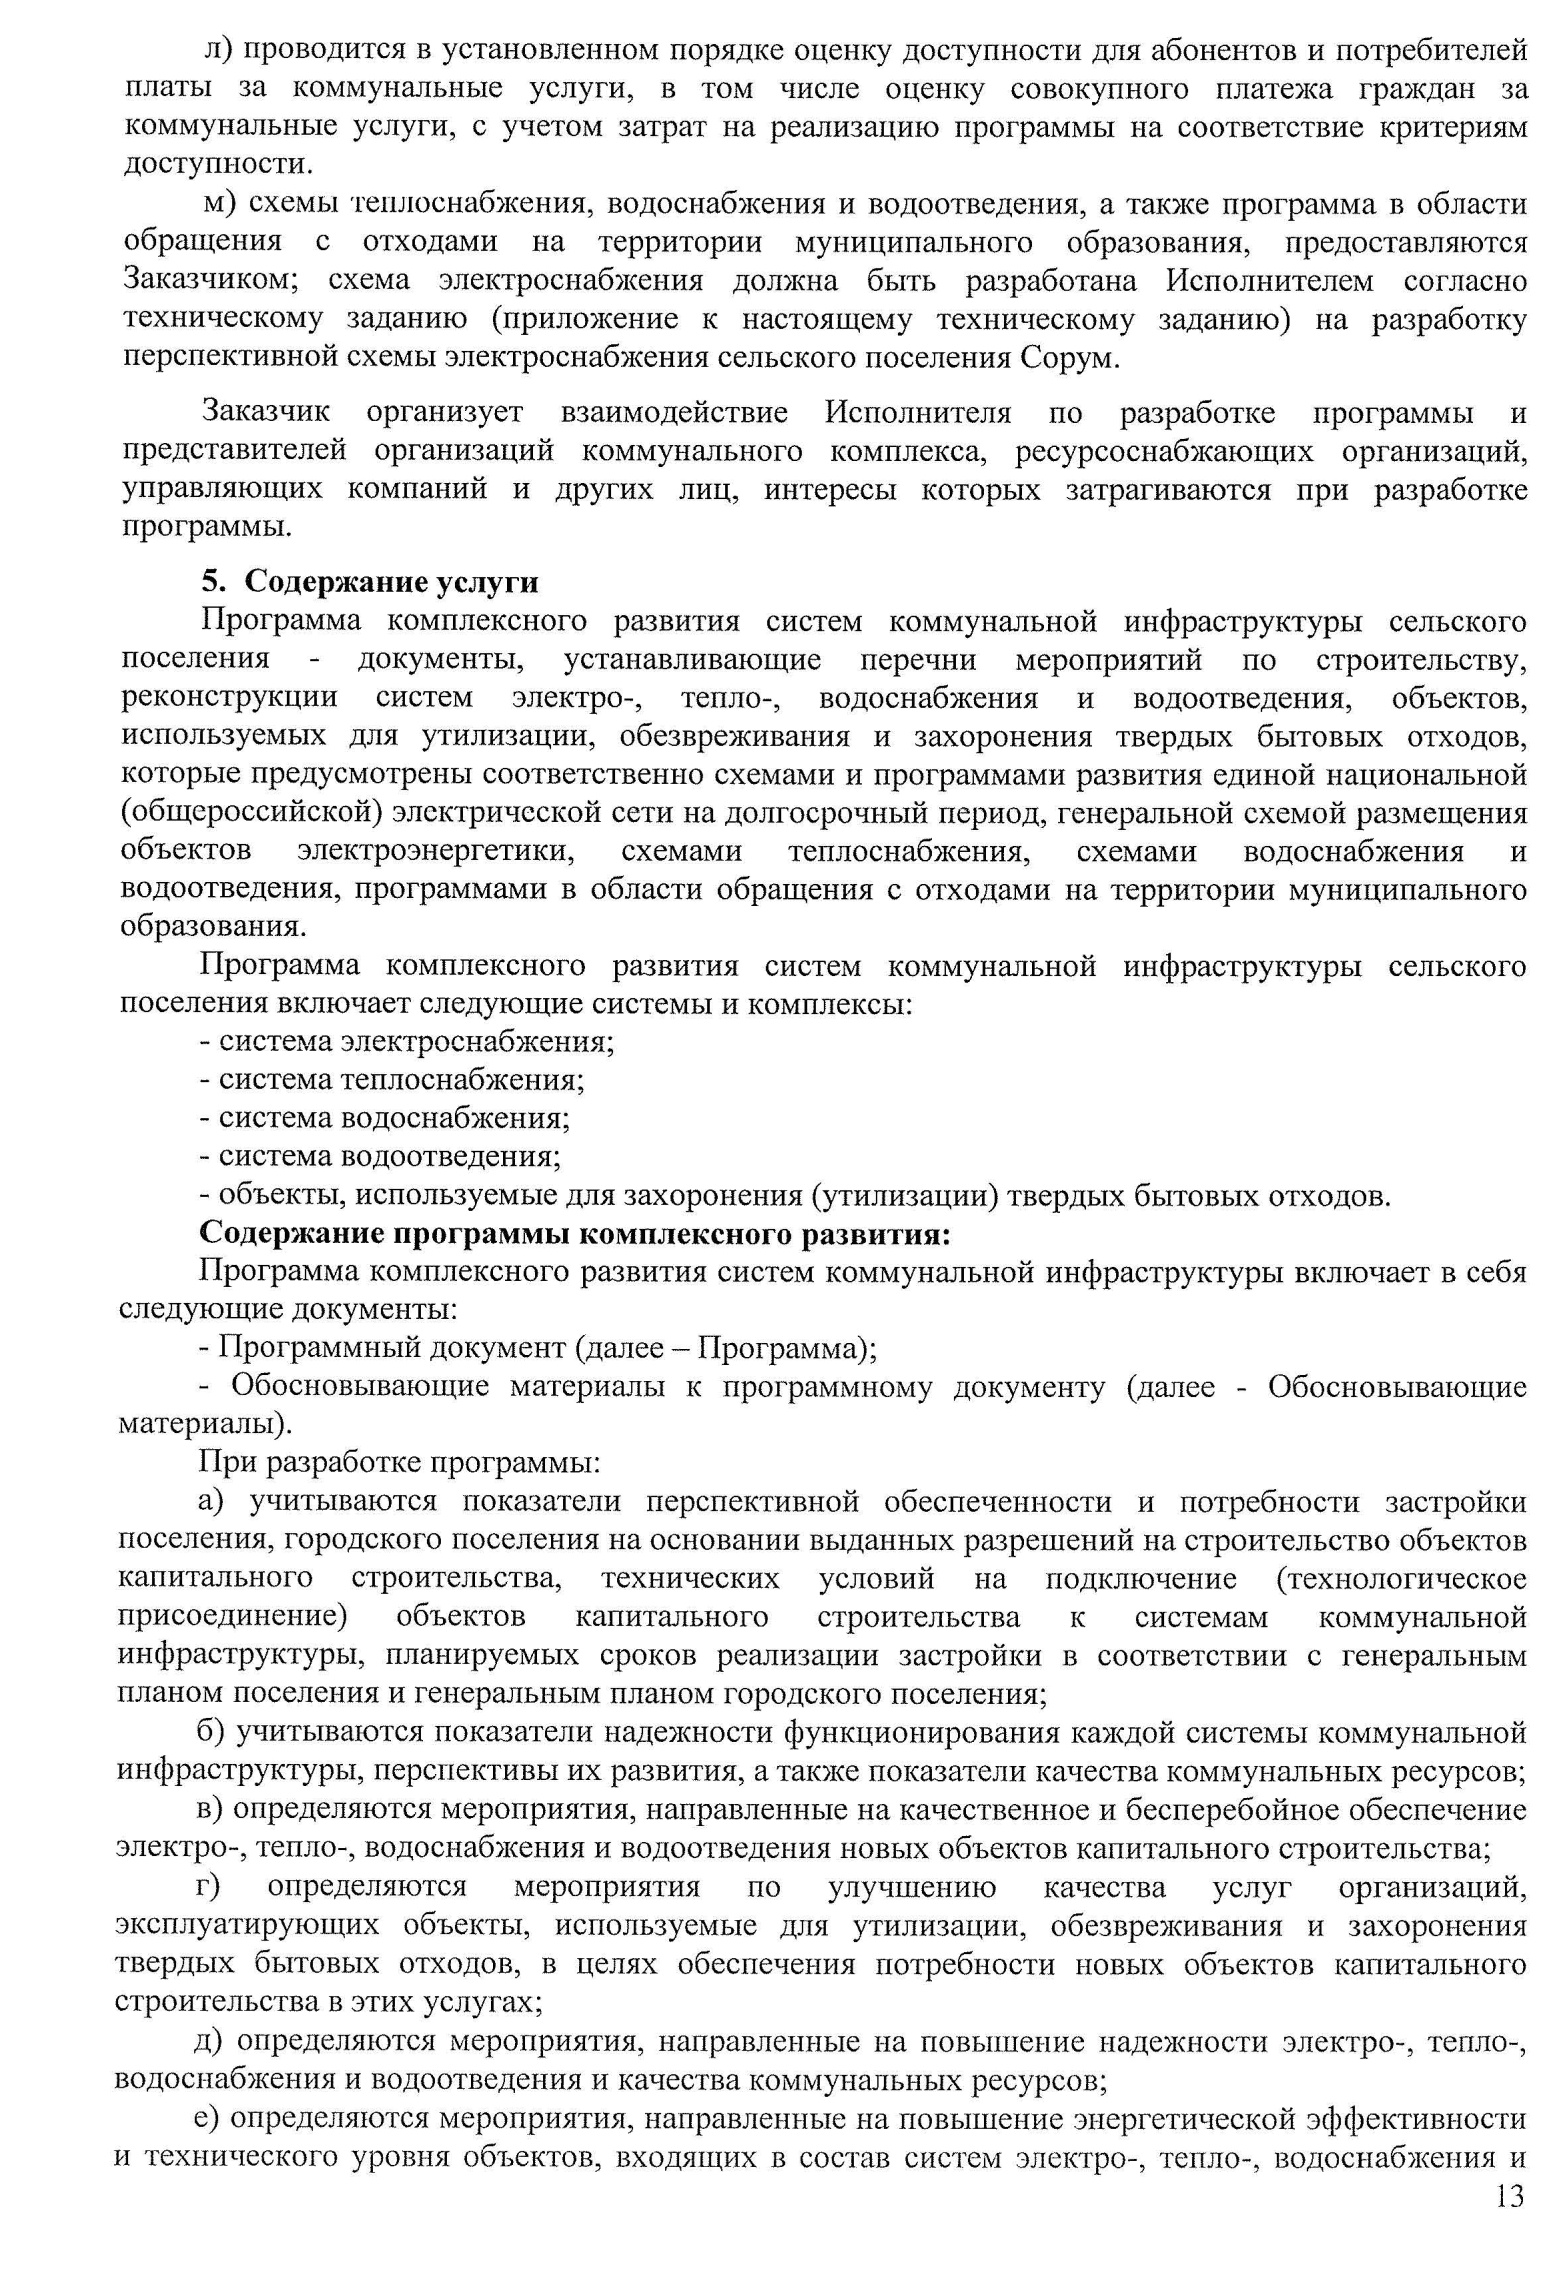 л) проводится в установленном порядке оценку доступности для абонентов и потребителей
платы за коммунальные услуги, в том числе оценку совокупного платежа граждан за
коммунальные услуги, с учетом затрат на реализацию программы на соответствие критериям
доступности.
м) схемы теплоснабжения, водоснабжения и водоотведения, а также программа в области
обращения с отходами на территории муниципального образования, предоставляются
Заказчиком; схема электроснабжения должна быть разработана Исполнителем согласно
техническому заданию (приложение к настоящему техническому заданию) на разработку
перспективной схемы электроснабжения сельского поселения Сорум.
Заказчик организует взаимодействие Исполнителя по разработке программы и
представителей организаций коммунального комплекса, ресурсоснабжающих организаций,
управляющих компаний и других лиц, интересы которых затрагиваются при разработке
программы.
5. Содержание услуги
Программа комплексного развития систем коммунальной инфраструктуры сельского
поселения - документы, устанавливающие перечни мероприятий по строительству,
реконструкции систем электро-, тепло-, водоснабжения и водоотведения, объектов,
используемых для утилизации, обезвреживания и захоронения твердых бытовых отходов,
которые предусмотрены соответственно схемами и программами развития единой национальной
(общероссийской) электрической сети на долгосрочный период, генеральной схемой размещения
объектов электроэнергетики, схемами теплоснабжения, схемами водоснабжения и
водоотведения, программами в области обращения с отходами на территории муниципального
образования.
Программа комплексного развития систем коммунальной инфраструктуры сельского
поселения включает следующие системы и комплексы:
- система электроснабжения;
- система теплоснабжения;
- система водоснабжения;
- система водоотведения;
- объекты, используемые для захоронения (утилизации) твердых бытовых отходов.
Содержание программы комплексного развития:
Программа комплексного развития систем коммунальной инфраструктуры включает в себя
следующие документы:
- Программный документ (далее – Программа);
- Обосновывающие материалы к программному документу (далее - Обосновывающие
материалы).
При разработке программы:
а) учитываются показатели перспективной обеспеченности и потребности застройки
поселения, городского поселения на основании выданных разрешений на строительство объектов
капитального строительства, технических условий на подключение (технологическое
присоединение) объектов капитального строительства к системам коммунальной
инфраструктуры, планируемых сроков реализации застройки в соответствии с генеральным
планом поселения и генеральным планом городского поселения;
б) учитываются показатели надежности функционирования каждой системы коммунальной
инфраструктуры, перспективы их развития, а также показатели качества коммунальных ресурсов;
в) определяются мероприятия, направленные на качественное и бесперебойное обеспечение
электро-, тепло-, водоснабжения и водоотведения новых объектов капитального строительства;
г) определяются мероприятия по улучшению качества услуг организаций,
эксплуатирующих объекты, используемые для утилизации, обезвреживания и захоронения
твердых бытовых отходов, в целях обеспечения потребности новых объектов капитального
строительства в этих услугах;
д) определяются мероприятия, направленные на повышение надежности электро-, тепло-,
водоснабжения и водоотведения и качества коммунальных ресурсов;
е) определяются мероприятия, направленные на повышение энергетической эффективности
и технического уровня объектов, входящих в состав систем электро-, тепло-, водоснабжения и
13